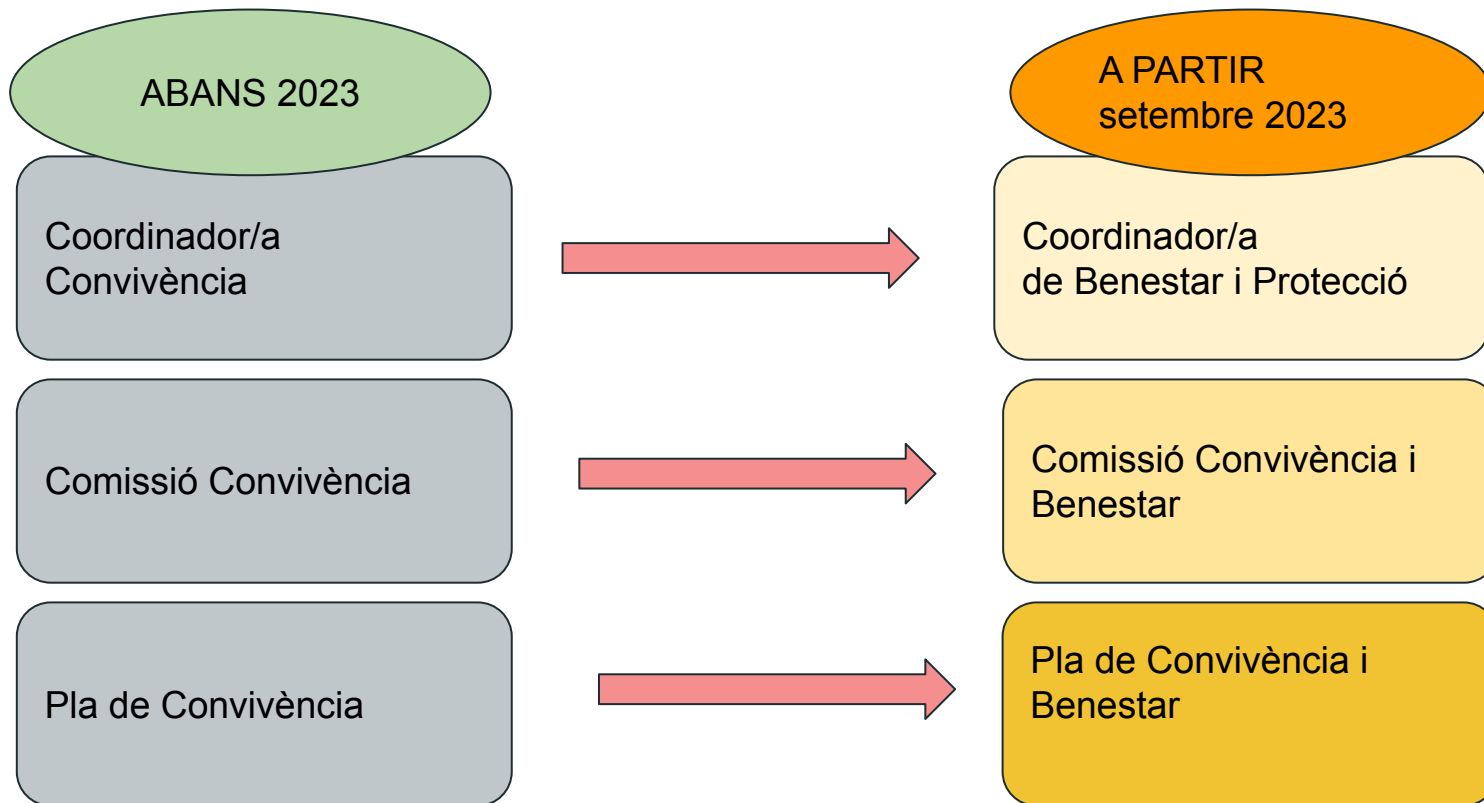 ABANS 2023
A PARTIR
setembre 2023
Coordinador/a
Convivència
Coordinador/a
de Benestar i Protecció
Comissió Convivència
Comissió Convivència i
Benestar
Pla de Convivència
Pla de Convivència i
Benestar